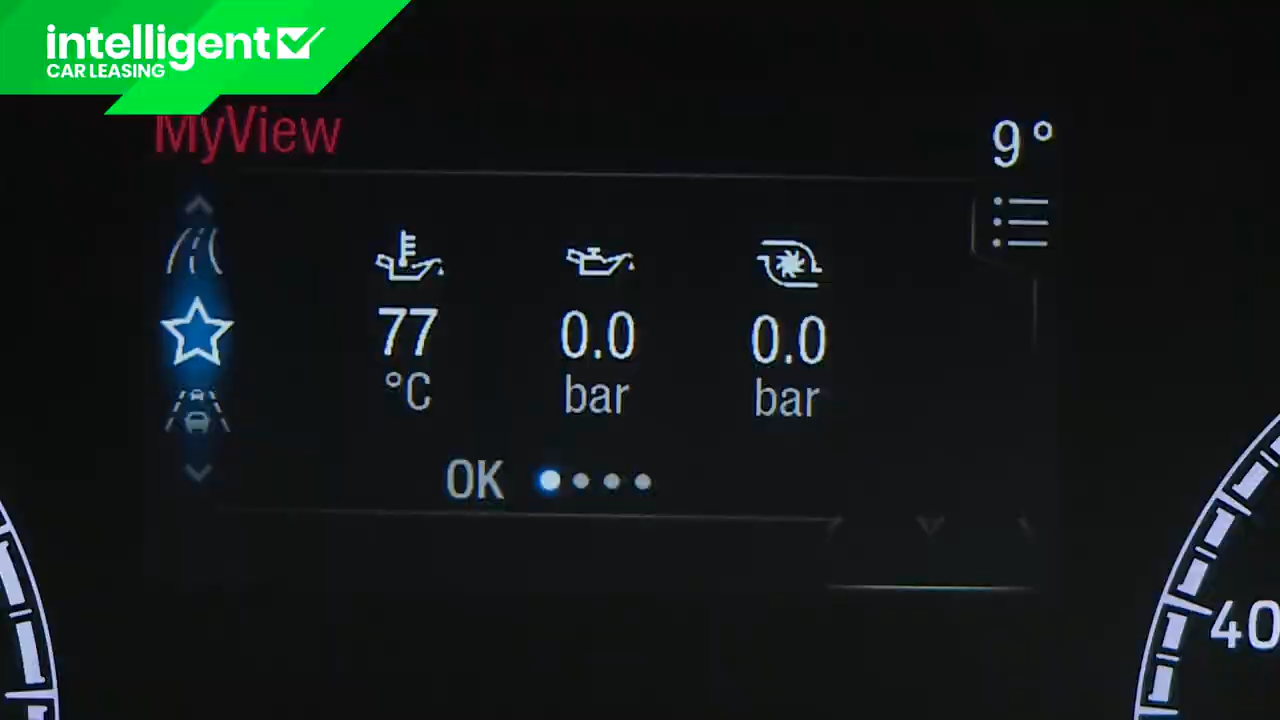 intelligent
CAR LEASING
MyView
9°
77 0.0 0.0
°C bar bar
OK
40